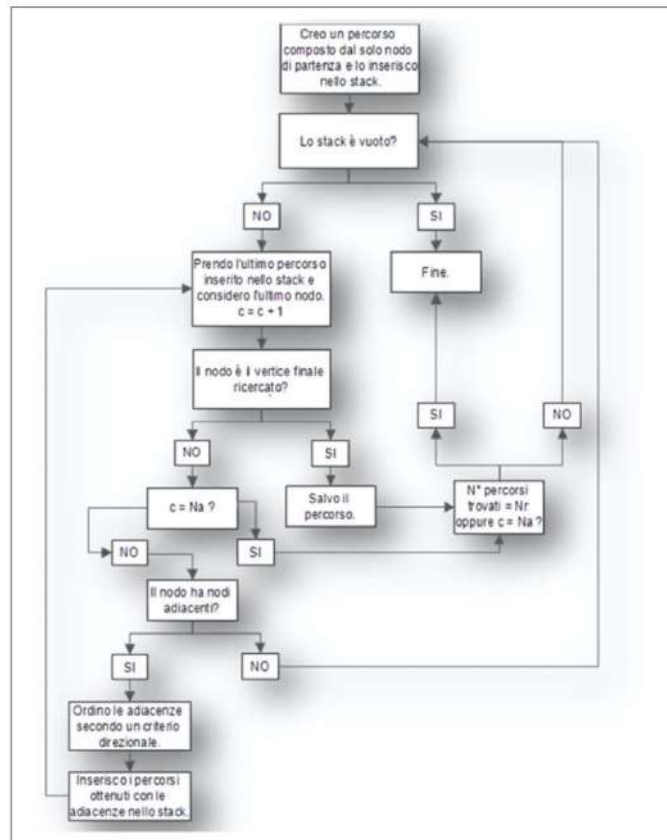 Creo un percorso
composto dal solo nodo
di partenza e lo inserisco
nello stack.
Lo stack è vuoto?
NO
SI
Prendo l'ultimo percorso
inserito nello stack e
considero l'ultimo nodo.
c = c + 1
Fine.
Il nodo è il vertice finale
ricercato?
SI
NO
NO
SI
c = Na ?
Salvo il
percorso.
N° percorsi
trovati = Nr
oppure c = Na ?
NO
SI
Il nodo ha nodi
adiacenti?
SI
NO
Ordino le adiacenze
secondo un criterio
direzionale.
Inserisco i percorsi
ottenuti con le
adiacenze nello stack.